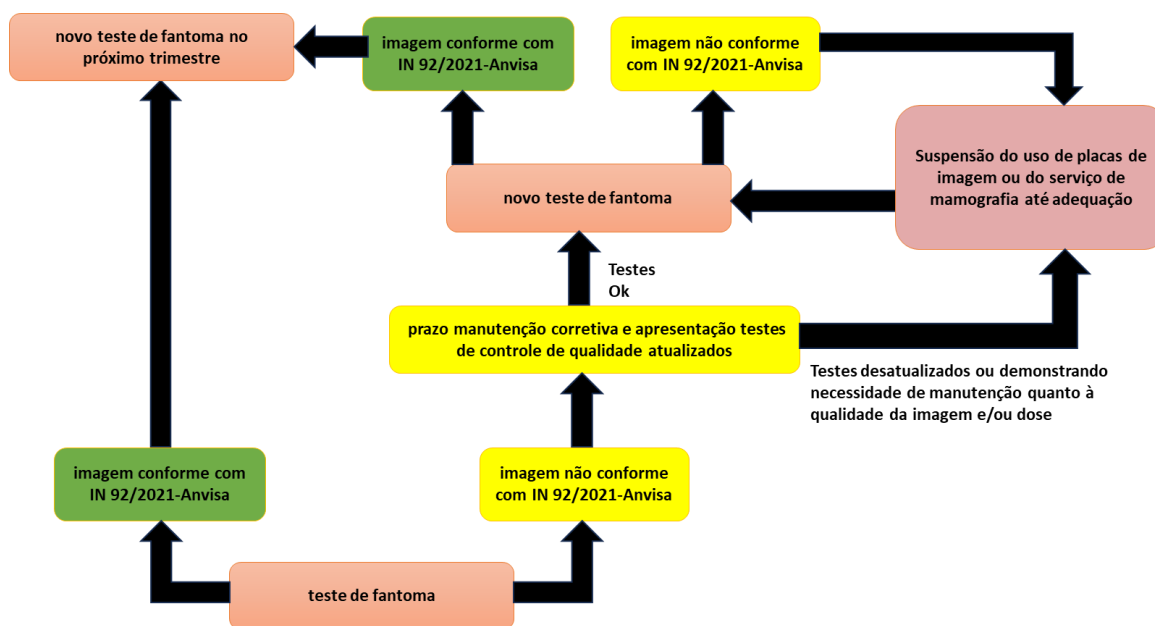 novo teste de fantoma no
próximo trimestre
imagem conforme com
IN 92/2021-Anvisa
imagem não conforme
com IN 92/2021-Anvisa
Suspensão do uso de placas de
imagem ou do serviço de
mamografia até adequação
novo teste de fantoma
Testes
Ok
prazo manutenção corretiva e apresentação testes
de controle de qualidade atualizados
Testes desatualizados ou demonstrando
necessidade de manutenção quanto à
qualidade da imagem e/ou dose
imagem conforme com
IN 92/2021-Anvisa
imagem não conforme
com IN 92/2021-Anvisa
teste de fantoma